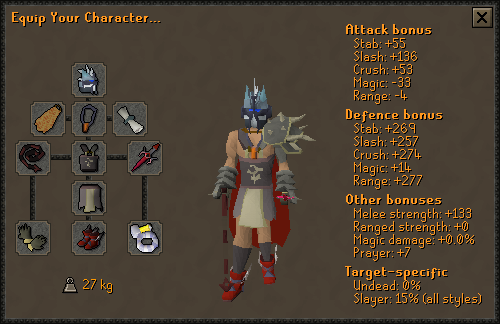 Equip Your Character...
Attack bonus
Stab: +55
Slash: +136
Crush: +53
Magic: -33
Range: -4
Defence bonus
Stab: +269
Slash: +257
Crush: +274
Magic: +14
Range: +277
Other bonuses
Melee strength: +133
Ranged strength: +0
Magic damage: +0.0%
Prayer: +7
Target-specific
Undead: 0%
Slayer: 15% (all styles)
27 kg